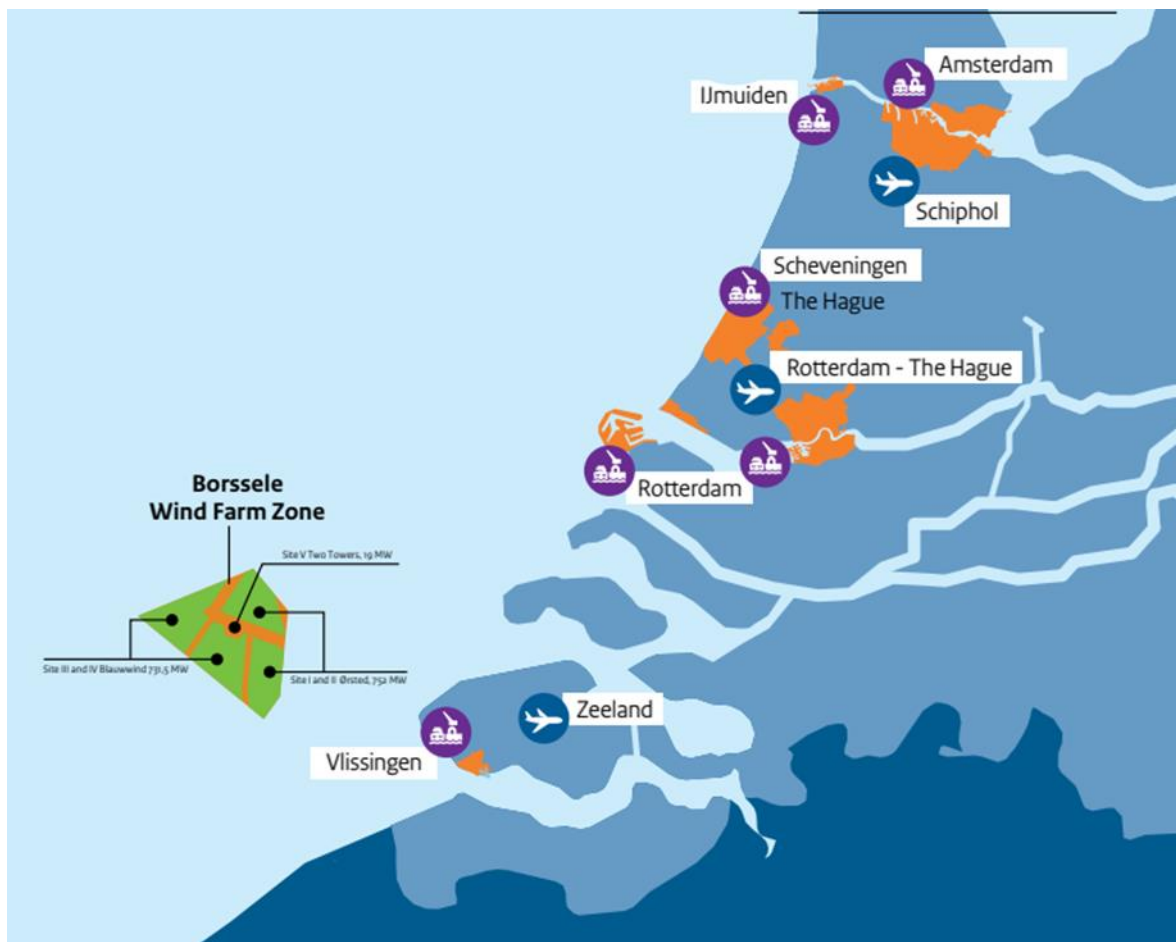 Amsterdam
IJmuiden
Schiphol
Scheveningen
The Hague
Rotterdam - The Hague
Rotterdam
Borssele
Wind Farm Zone
Site V Two Towers, 19 MW
Site III and IV Blauwwind 731,5 MW
Site I and II Ørsted, 752 MW
Zeeland
Vlissingen